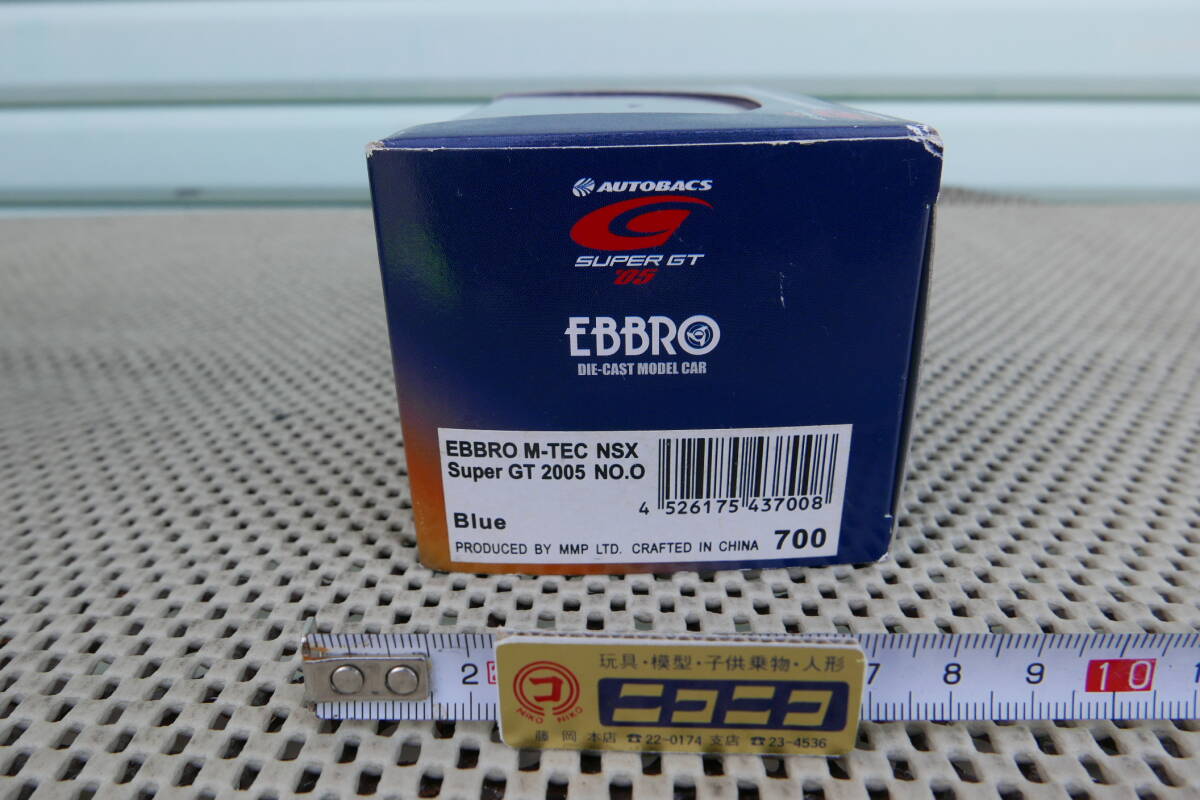 AUTOBACS
SUPER GT
'05
EBBRO
DIE-CAST MODEL CAR
EBBRO M-TEC NSX
Super GT 2005 NO.O
4 526175 437008
Blue
PRODUCED BY MMP LTD. CRAFTED IN CHINA 700
2 7 8 9 10 1
玩具・模型・子供乗物・人形
コ ニコニコ
NIKO NIKO
藤岡 本店 ☎22-0174 支店 ☎23-4536